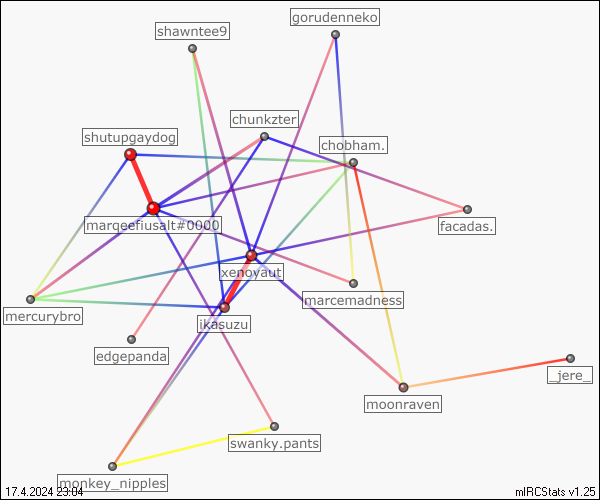 gorudenneko
shawntee9
chunkzter
shutupgaydog
chobham.
margeefiusalt#0000
facadas.
xenoyaut
marcemadness
mercurybro
ikasuzu
edgepanda
_jere_
moonraven
swanky.pants
monkey_nipples
17.4.2024 23:04
mIRCStats v1.25